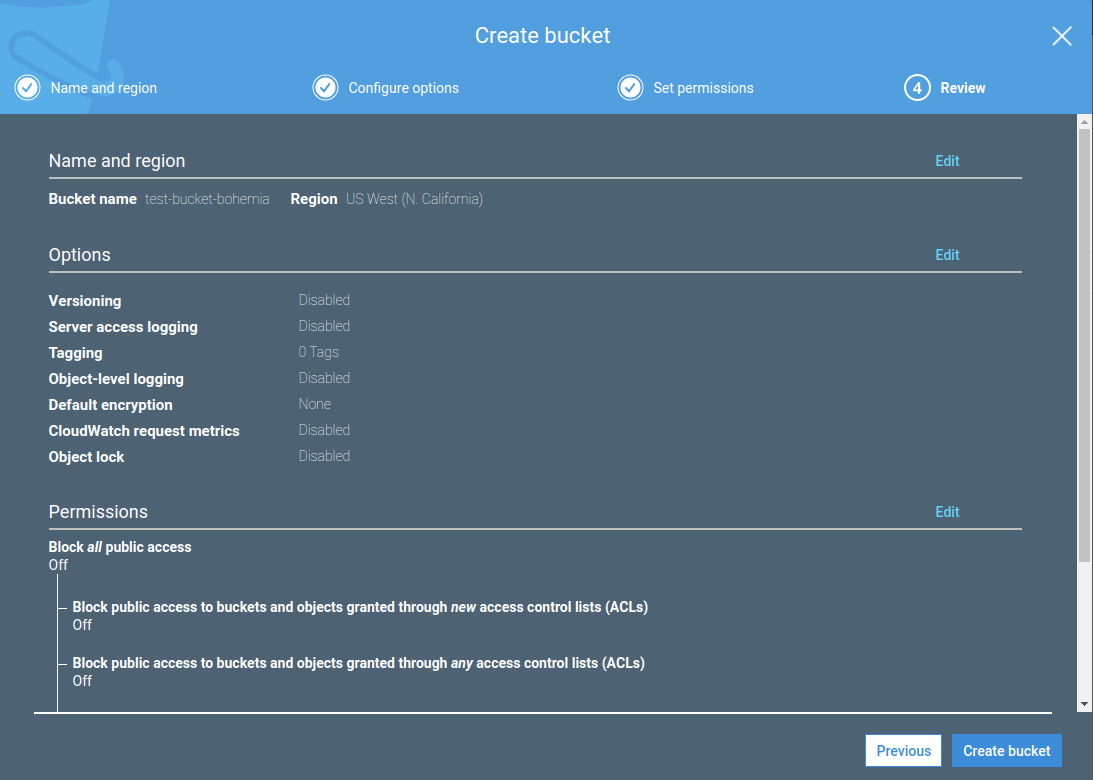 Create bucket
Name and region
Configure options
Set permissions
4 Review
Name and region Edit
Bucket name test-bucket-bohemia Region US West (N. California)
Options Edit
Versioning Disabled
Server access logging Disabled
Tagging 0 Tags
Object-level logging Disabled
Default encryption None
CloudWatch request metrics Disabled
Object lock Disabled
Permissions Edit
Block all public access
Off
Block public access to buckets and objects granted through new access control lists (ACLs)
Off
Block public access to buckets and objects granted through any access control lists (ACLs)
Off
Previous Create bucket